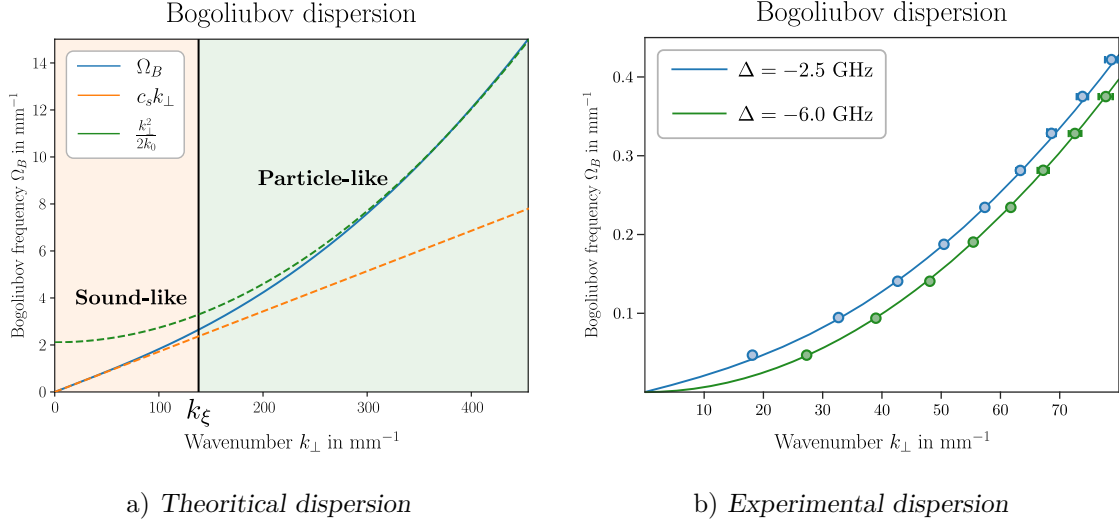 Bogoliubov dispersion
Bogoliubov frequency Ω_B in mm⁻¹
14
12
10
8
6
4
2
0
Ω_B
c_s k_⊥
k_⊥²/2k_0
Particle-like
Sound-like
0 100 200 300 400
k_ξ
Wavenumber k_⊥ in mm⁻¹
a) Theoritical dispersion
Bogoliubov dispersion
Bogoliubov frequency Ω_B in mm⁻¹
0.4
0.3
0.2
0.1
Δ = −2.5 GHz
Δ = −6.0 GHz
10 20 30 40 50 60 70
Wavenumber k_⊥ in mm⁻¹
b) Experimental dispersion